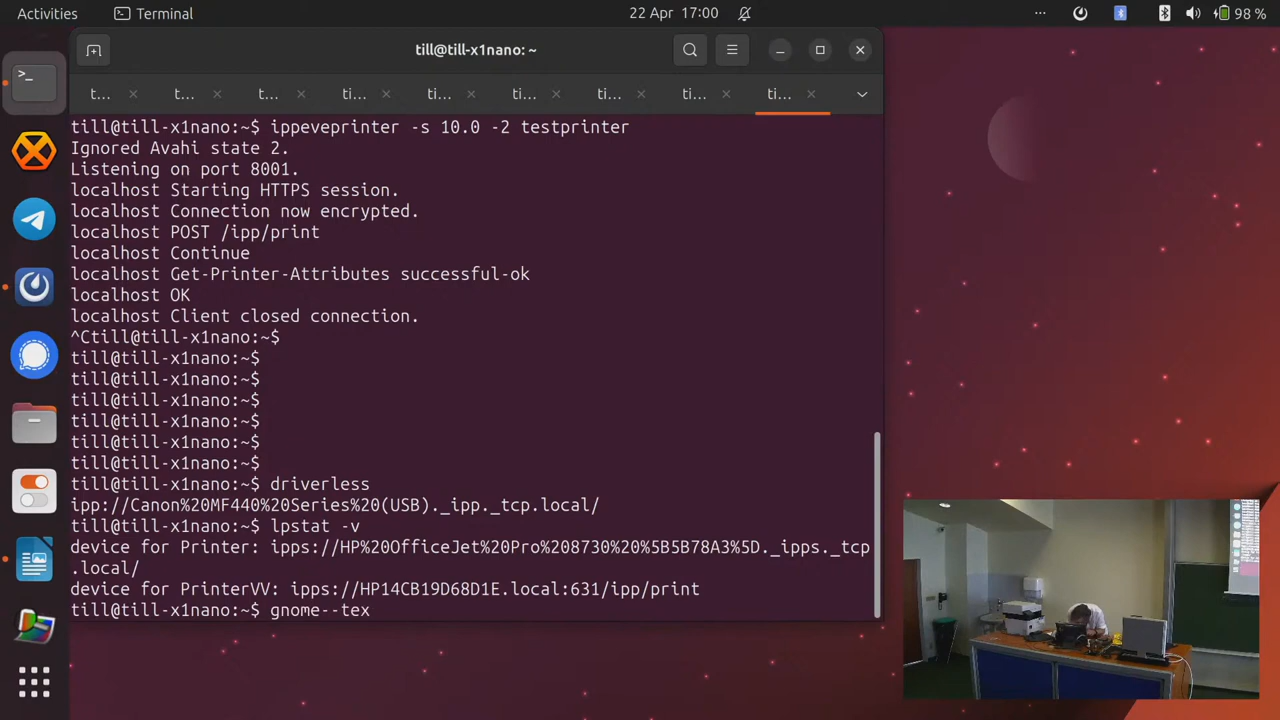 Activities
Terminal
22 Apr 17:00
98 %
till@till-x1nano: ~
t...
t...
t...
ti...
ti...
ti...
ti...
ti...
ti...
till@till-x1nano:~$ ippeveprinter -s 10.0 -2 testprinter
Ignored Avahi state 2.
Listening on port 8001.
localhost Starting HTTPS session.
localhost Connection now encrypted.
localhost POST /ipp/print
localhost Continue
localhost Get-Printer-Attributes successful-ok
localhost OK
localhost Client closed connection.
^Ctill@till-x1nano:~$
till@till-x1nano:~$
till@till-x1nano:~$
till@till-x1nano:~$
till@till-x1nano:~$
till@till-x1nano:~$
till@till-x1nano:~$
till@till-x1nano:~$ driverless
ipp://Canon%20MF440%20Series%20(USB)._ipp._tcp.local/
till@till-x1nano:~$ lpstat -v
device for Printer: ipps://HP%20OfficeJet%20Pro%208730%20%5B5B78A3%5D._ipps._tcp
.local/
device for PrinterVV: ipps://HP14CB19D68D1E.local:631/ipp/print
till@till-x1nano:~$ gnome--tex